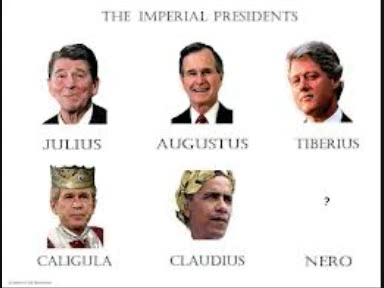 THE IMPERIAL PRESIDENTS
JULIUS AUGUSTUS TIBERIUS
?
CALIGULA CLAUDIUS NERO